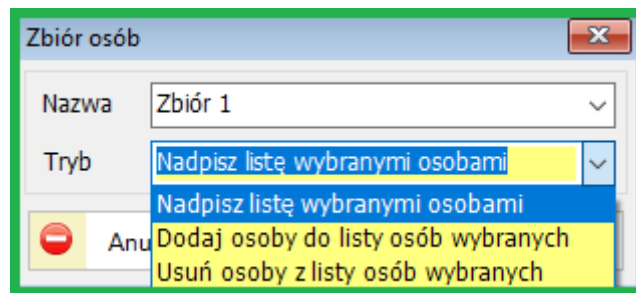 Zbiór osób
Nazwa Zbiór 1
Tryb Nadpisz listę wybranymi osobami
Nadpisz listę wybranymi osobami
Dodaj osoby do listy osób wybranych
Usuń osoby z listy osób wybranych